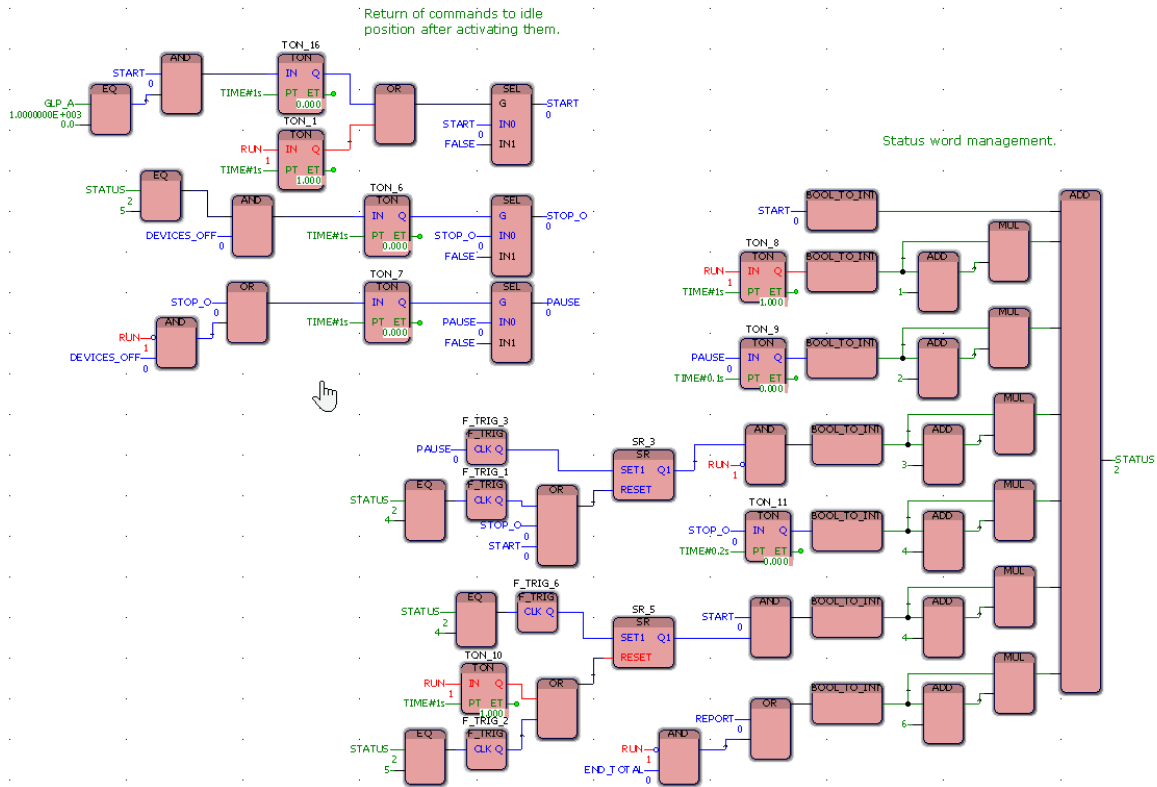 Return of commands to idle
position after activating them.
TON_16
AND
TON
START
0
IN Q
TIME#1s
PT ET
0.000
EQ
GLP_A
1.0000000E+003
0.0
OR
SEL
G
START
0
START
0
IN0
FALSE
IN1
TON_1
TON
RUN
1
IN Q
TIME#1s
PT ET
1.000
EQ
STATUS
2
5
AND
DEVICES_OFF
0
TON_6
TON
IN Q
TIME#1s
PT ET
0.000
SEL
G
STOP_O
0
STOP_O
0
IN0
FALSE
IN1
OR
STOP_O
0
AND
RUN
1
DEVICES_OFF
0
TON_7
TON
IN Q
TIME#1s
PT ET
0.000
SEL
G
PAUSE
0
PAUSE
0
IN0
FALSE
IN1
Status word management.
BOOL_TO_INT
START
0
ADD
TON_8
TON
RUN
1
IN Q
TIME#1s
PT ET
1.000
BOOL_TO_INT
ADD
1
MUL
TON_9
TON
PAUSE
0
IN Q
TIME#0.1s
PT ET
0.000
BOOL_TO_INT
ADD
2
MUL
F_TRIG_3
F_TRIG
PAUSE
0
CLK Q
F_TRIG_1
F_TRIG
CLK Q
EQ
STATUS
2
4
OR
STOP_O
0
START
0
SR_3
SR
SET1 Q1
RESET
AND
RUN
1
BOOL_TO_INT
ADD
3
MUL
STATUS
2
TON_11
TON
STOP_O
0
IN Q
TIME#0.2s
PT ET
0.000
BOOL_TO_INT
ADD
4
MUL
EQ
STATUS
2
4
F_TRIG_6
F_TRIG
CLK Q
SR_5
SR
SET1 Q1
RESET
AND
START
0
BOOL_TO_INT
ADD
4
MUL
TON_10
TON
RUN
1
IN Q
TIME#1s
PT ET
1.000
F_TRIG_2
F_TRIG
CLK Q
EQ
STATUS
2
5
OR
AND
RUN
1
END_TOTAL
0
OR
REPORT
0
BOOL_TO_INT
ADD
6
MUL